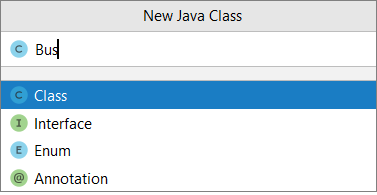 New Java Class
C Bus
C Class
I Interface
E Enum
@ Annotation